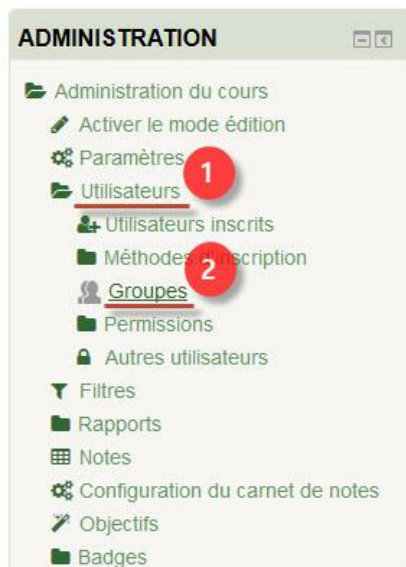 ADMINISTRATION
Administration du cours
Activer le mode édition
Paramètres
1
Utilisateurs
Utilisateurs inscrits
Méthodes d'inscription
2
Groupes
Permissions
Autres utilisateurs
Filtres
Rapports
Notes
Configuration du carnet de notes
Objectifs
Badges